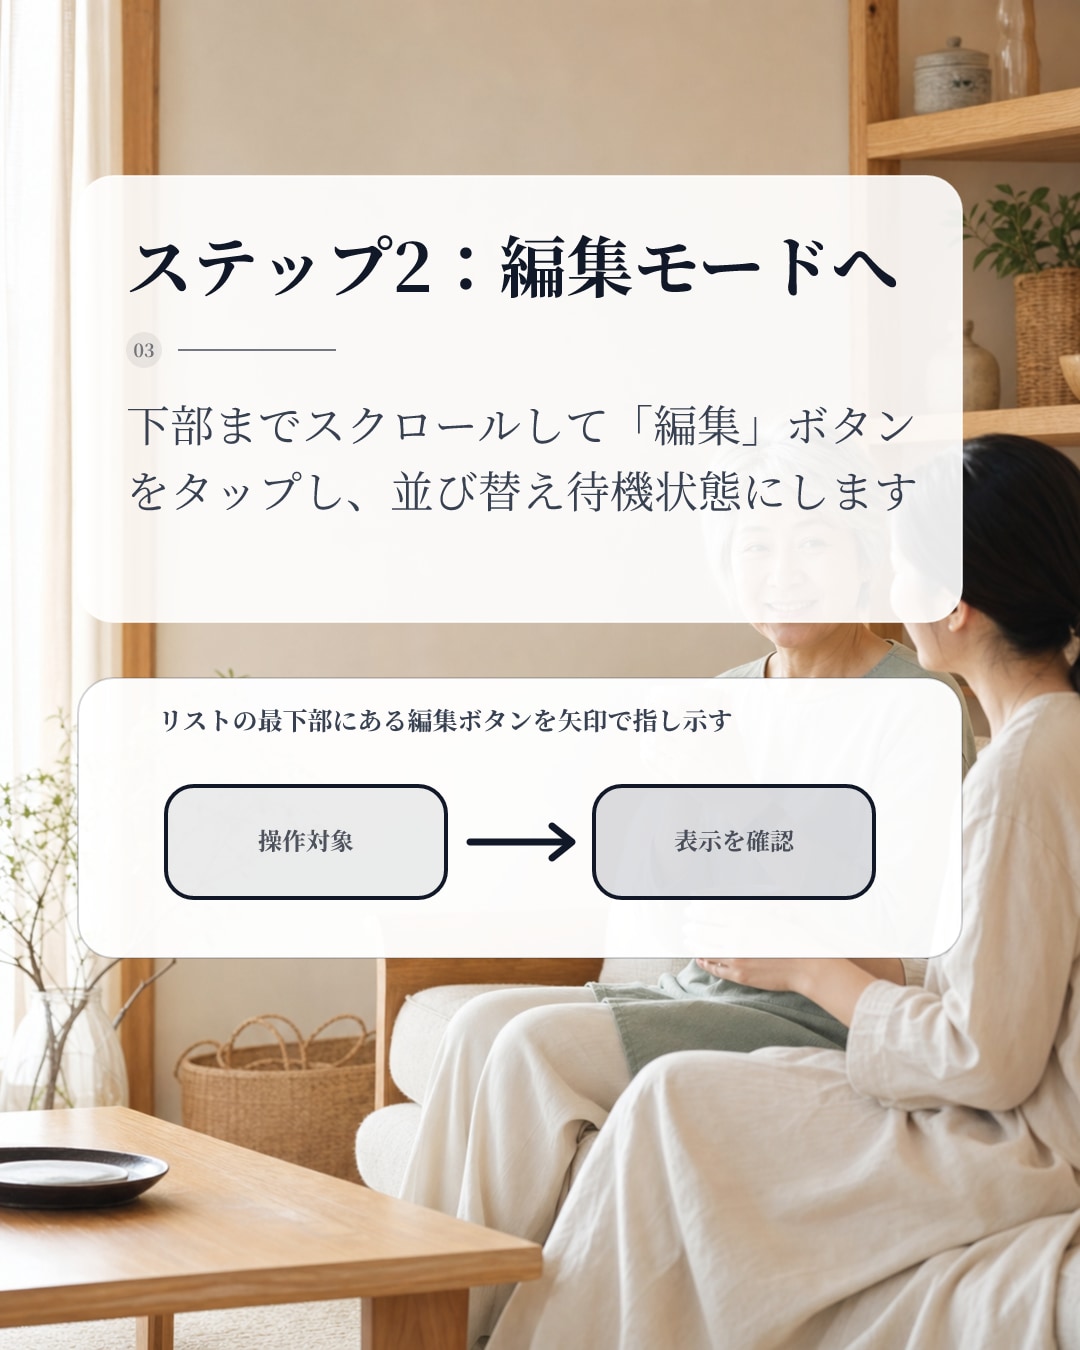 ステップ2：編集モードへ
03
下部までスクロールして「編集」ボタン
をタップし、並び替え待機状態にします
リストの最下部にある編集ボタンを矢印で指し示す
操作対象
表示を確認